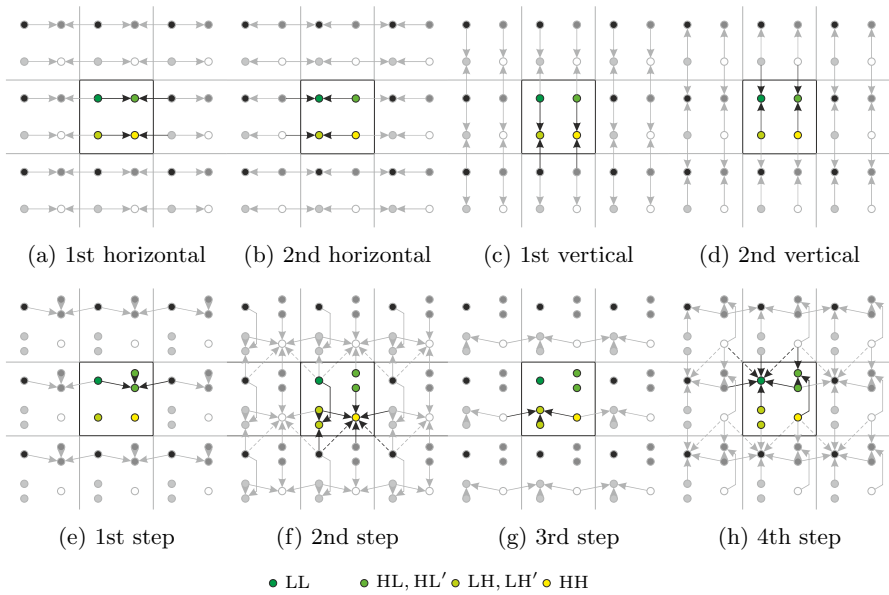 (a) 1st horizontal (b) 2nd horizontal (c) 1st vertical (d) 2nd vertical
(e) 1st step (f) 2nd step (g) 3rd step (h) 4th step
LL HL, HL′ LH, LH′ HH